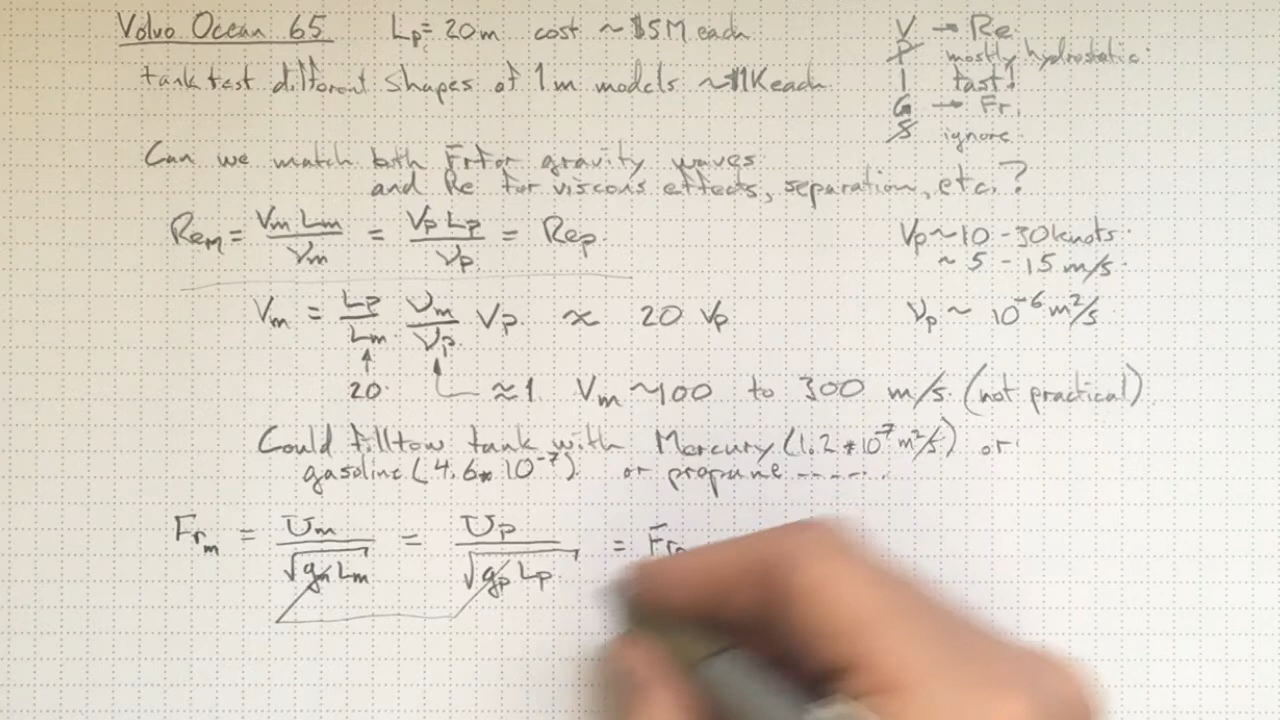 Volvo Ocean 65 Lp = 20m cost ~ $5M each
tank test different shapes of 1m models ~ $11K each
V → Re
P mostly hydrostatic
I fast!
G → Fr.
S ignore
Can we match both Fr for gravity waves
and Re for viscous effects, separation, etc.?
Rem = Vm Lm / νm = Vp Lp / νp = Rep
Vp ~ 10 - 30 knots
~ 5 - 15 m/s
Vm = Lp/Lm νm/νp Vp ≈ 20 Vp
νp ~ 10^-6 m²/s
20 ≈ 1 Vm ~ 100 to 300 m/s (not practical)
Could fill tow tank with Mercury (1.2 * 10^-7 m²/s) or
gasoline (4.6 * 10^-7) or propane ------
Frm = Um / √gm Lm = Up / √gp Lp = Fr